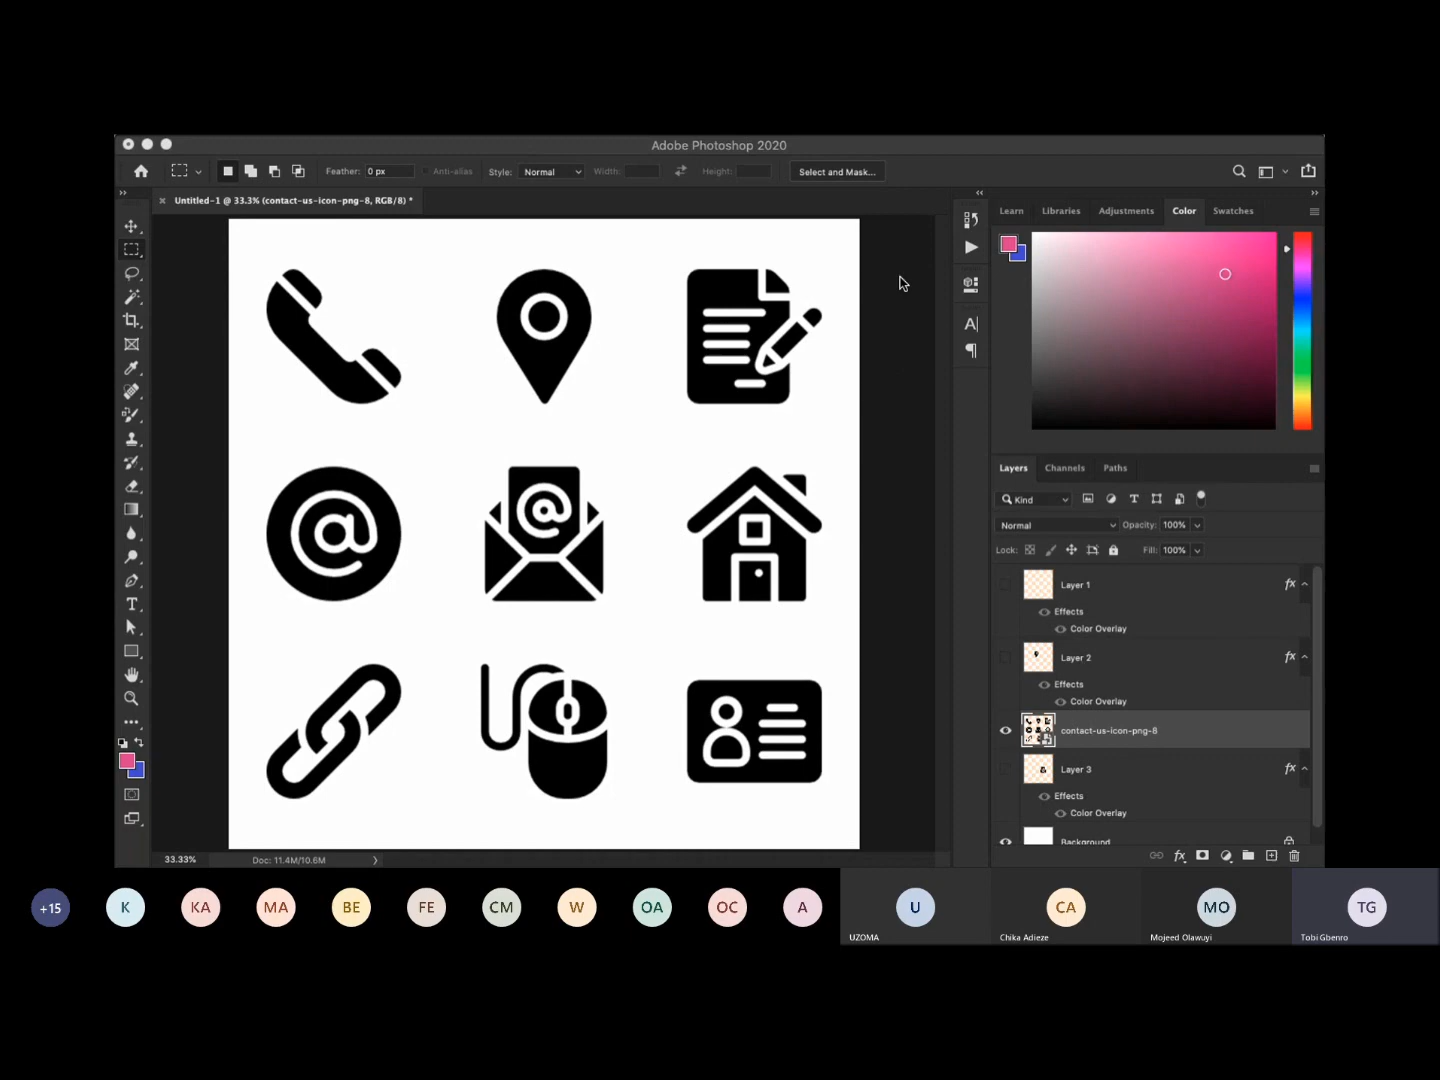 Adobe Photoshop 2020
Feather: 0 px Anti-alias Style: Normal Width: Height: Select and Mask...
Untitled-1 @ 33.3% (contact-us-icon-png-8, RGB/8) *
Learn Libraries Adjustments Color Swatches
Layers Channels Paths
Kind
Normal Opacity: 100%
Lock: Fill: 100%
Layer 1 fx
Effects
Color Overlay
Layer 2 fx
Effects
Color Overlay
contact-us-icon-png-8
Layer 3 fx
Effects
Color Overlay
Background
33.33% Doc: 11.4M/10.6M
+15 K KA MA BE FE CM W OA OC A U CA MO TG
UZOMA Chika Adieze Mojeed Olawuyi Tobi Gbenro